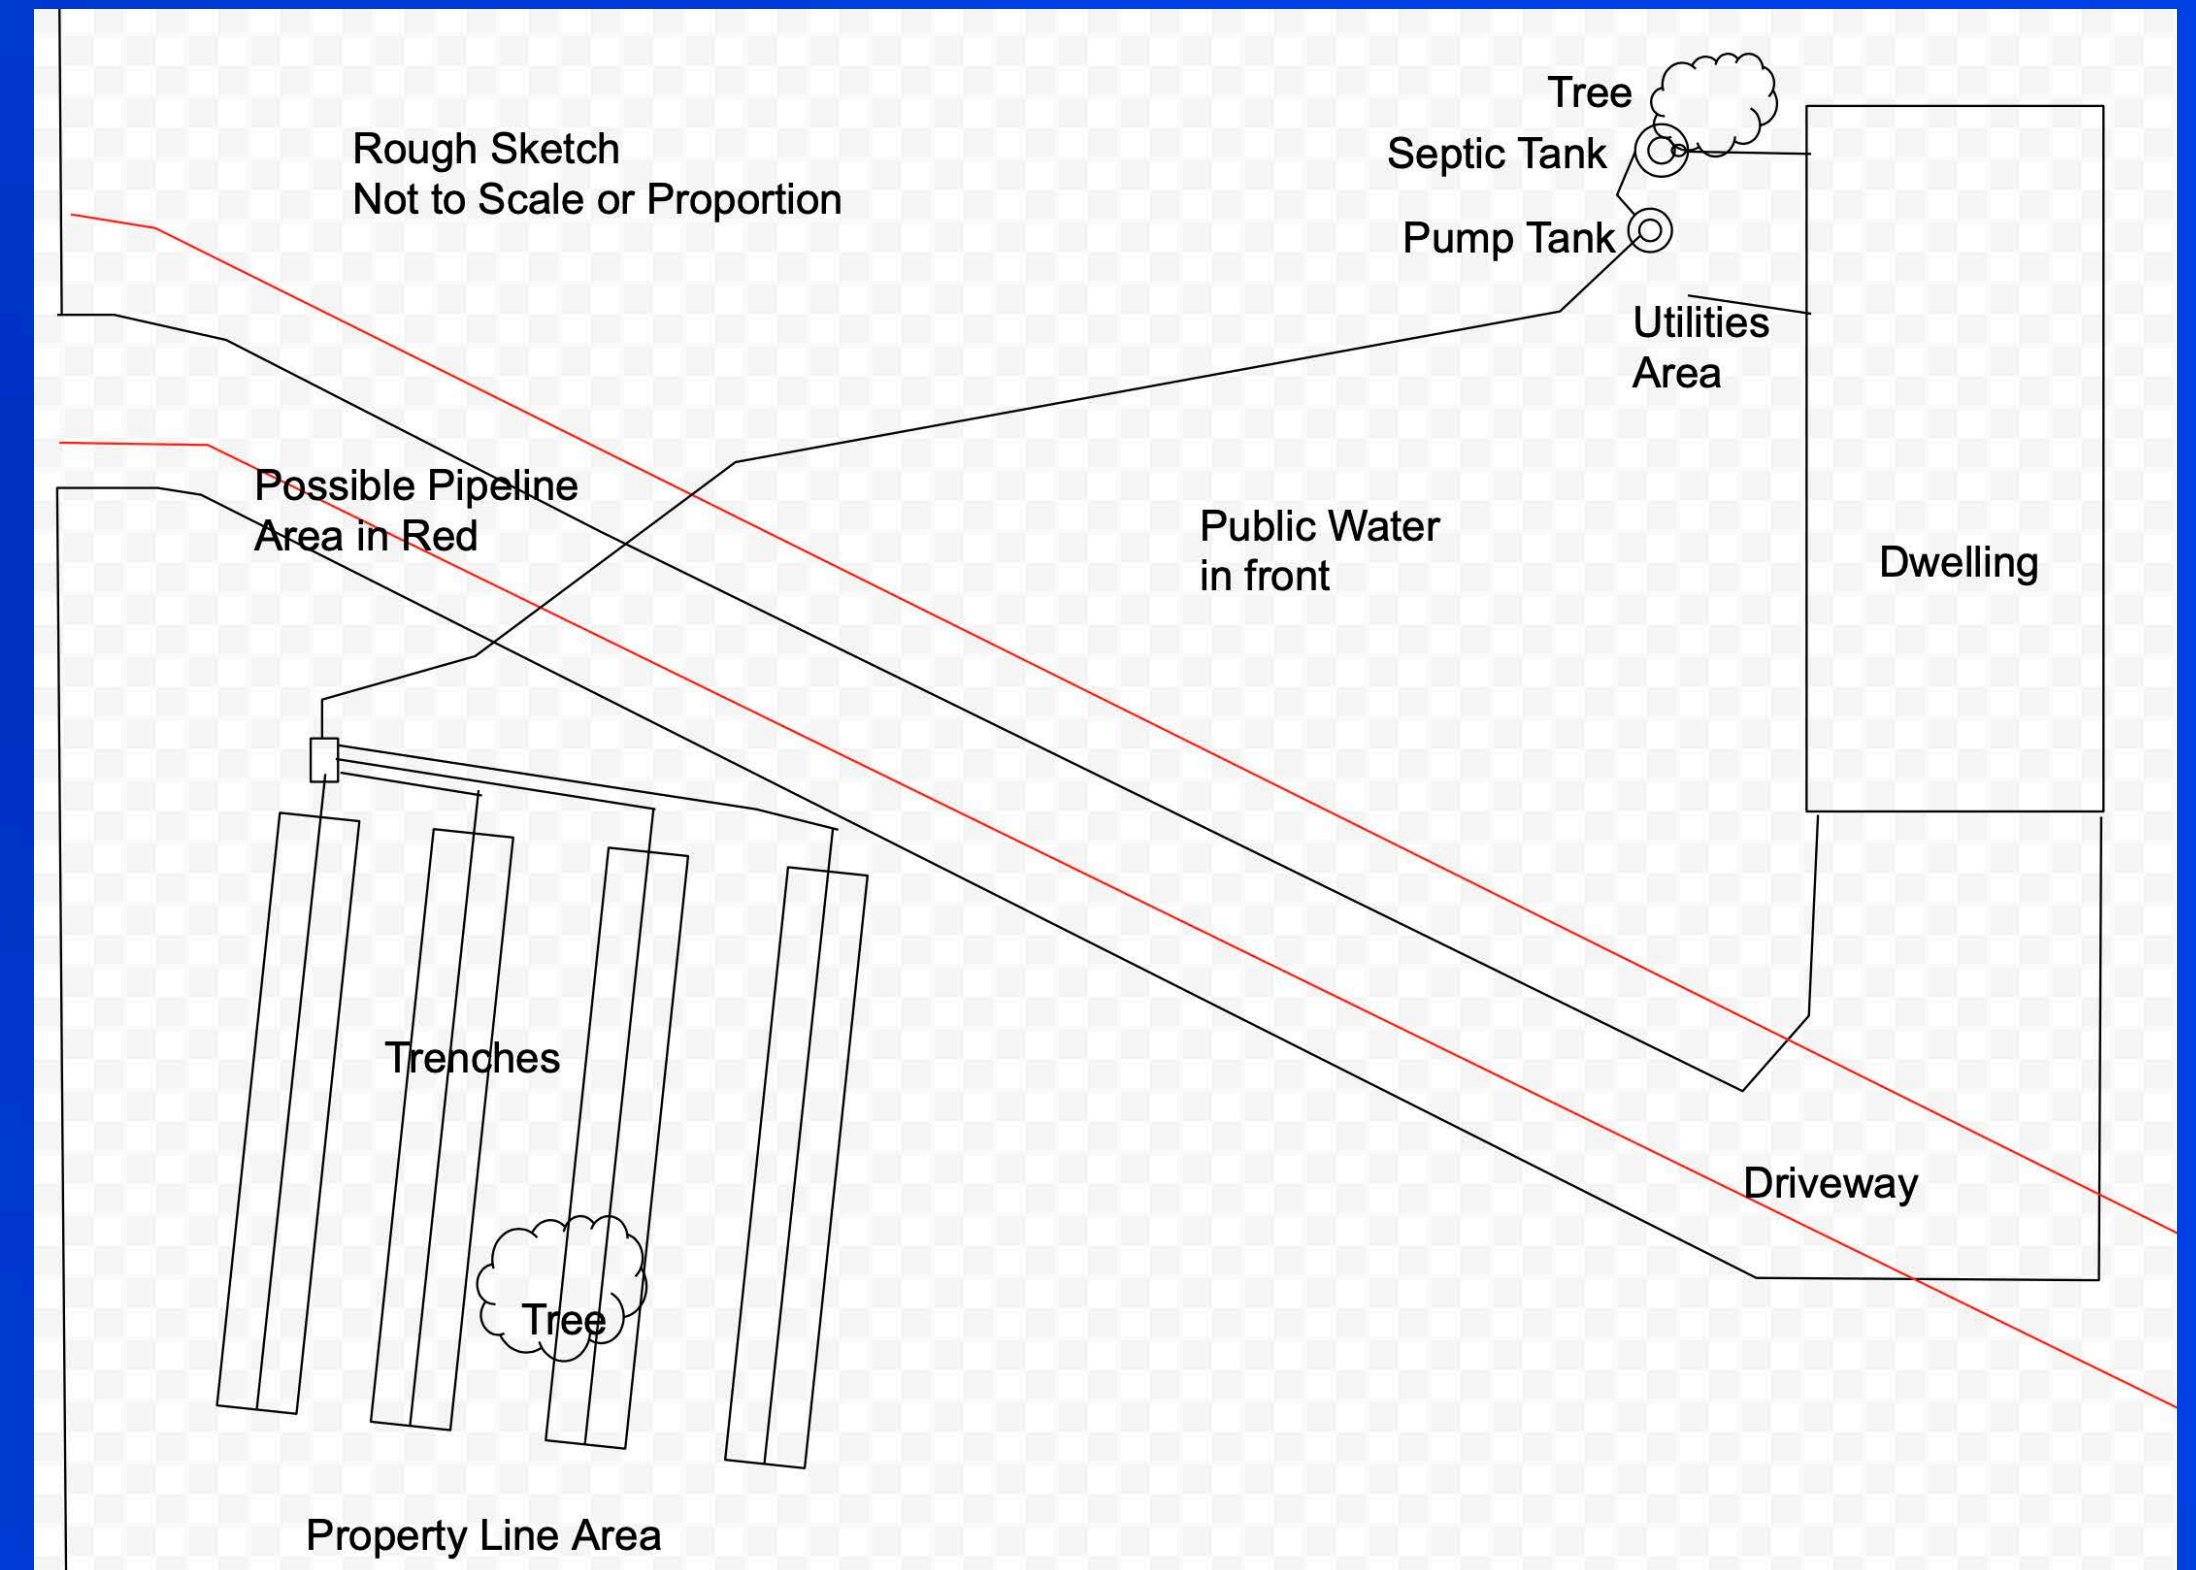 Tree
Rough Sketch
Septic Tank
Not to Scale or Proportion
Pump Tank
Utilities
Area
Possible Pipeline
Area in Red
Public Water
in front
Dwelling
Trenches
Driveway
Tree
Property Line Area